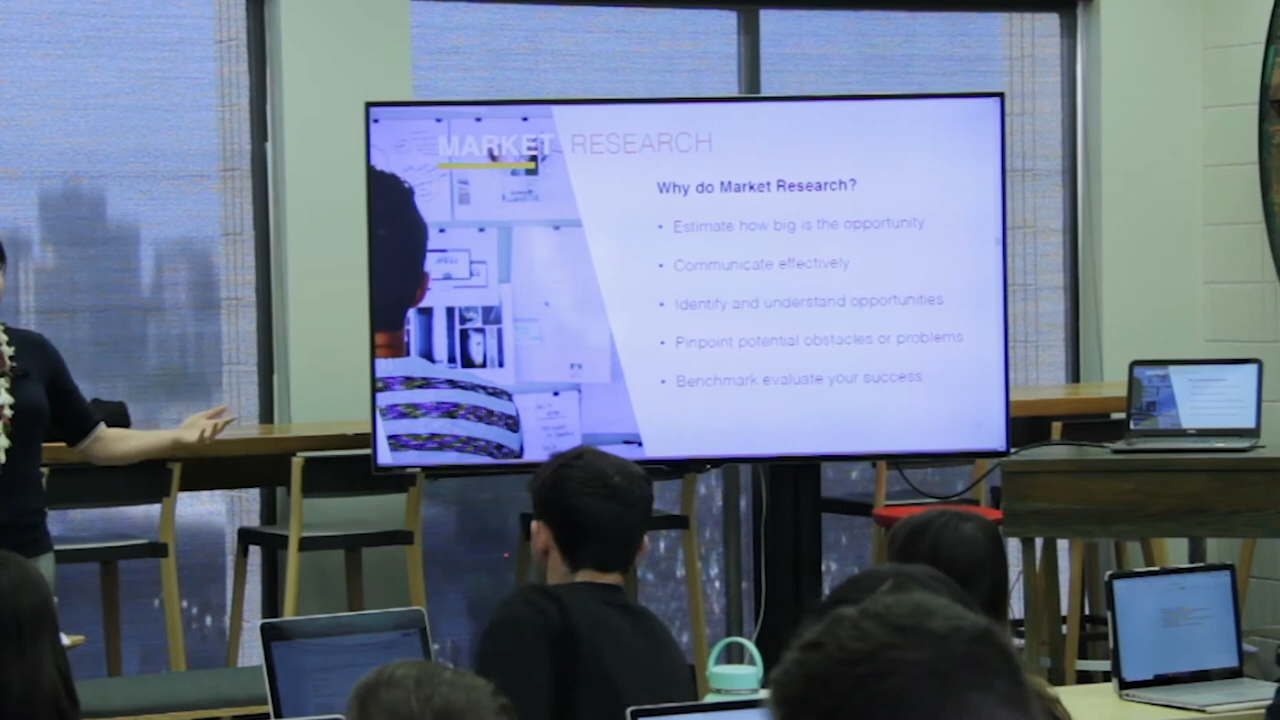 MARKET RESEARCH
Why do Market Research?
• Estimate how big is the opportunity
• Communicate effectively
• Identify and understand opportunities
• Pinpoint potential obstacles or problems
• Benchmark evaluate your success